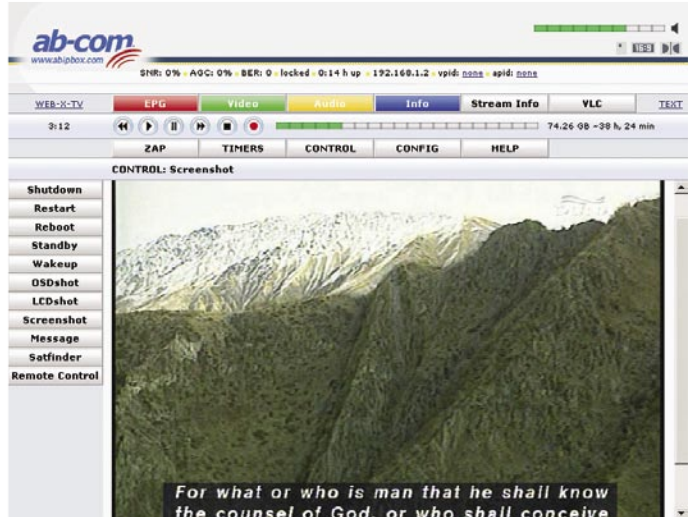 ab-com
www.abipbox.com
SNR: 0% AGC: 0% BER: 0 locked 0:14 h up 192.168.1.2 vpid: none apid: none
WEB-X-TV EPG Video Audio Info Stream Info VLC TEXT
3:12 74.26 GB ~38 h, 24 min
ZAP TIMERS CONTROL CONFIG HELP
CONTROL: Screenshot
Shutdown
Restart
Reboot
Standby
Wakeup
OSDshot
LCDshot
Screenshot
Message
Satfinder
Remote Control
For what or who is man that he shall know
the counsel of God, or who shall conceive